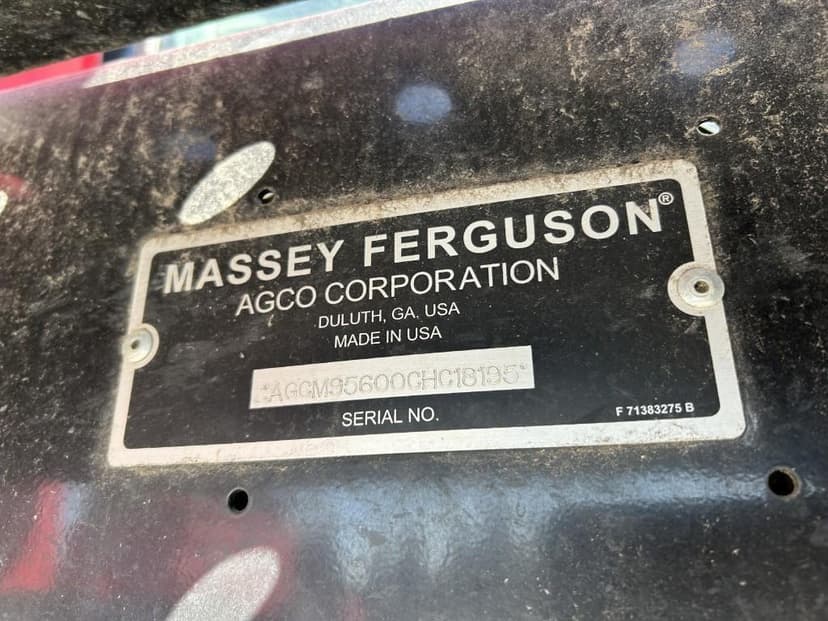 MASSEY FERGUSON®
AGCO CORPORATION
DULUTH, GA. USA
MADE IN USA
*AGCM95600CHC18195*
SERIAL NO.
F 71383275 B